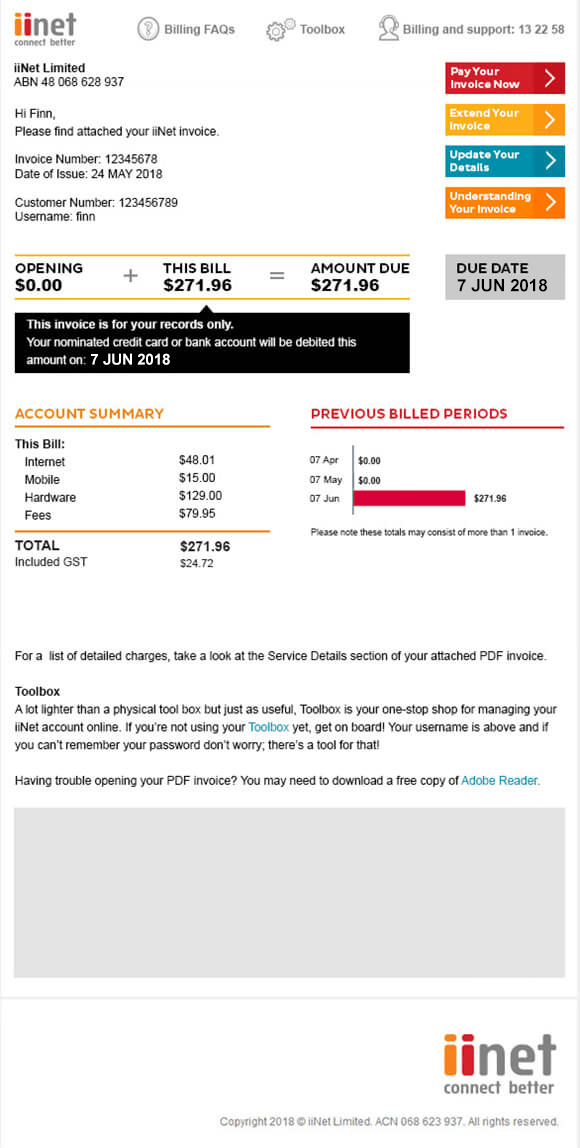 iinet
connect better
Billing FAQs
Toolbox
Billing and support: 13 22 58
iiNet Limited
ABN 48 068 628 937
Hi Finn,
Please find attached your iiNet invoice.
Invoice Number: 12345678
Date of Issue: 24 MAY 2018
Customer Number: 123456789
Username: finn
Pay Your
Invoice Now
Extend Your
Invoice
Update Your
Details
Understanding
Your Invoice
OPENING + THIS BILL = AMOUNT DUE
$0.00 $271.96 $271.96
DUE DATE
7 JUN 2018
This invoice is for your records only.
Your nominated credit card or bank account will be debited this
amount on: 7 JUN 2018
ACCOUNT SUMMARY
This Bill:
Internet $48.01
Mobile $15.00
Hardware $129.00
Fees $79.95
TOTAL $271.96
Included GST $24.72
PREVIOUS BILLED PERIODS
07 Apr $0.00
07 May $0.00
07 Jun $271.96
Please note these totals may consist of more than 1 invoice.
For a list of detailed charges, take a look at the Service Details section of your attached PDF invoice.
Toolbox
A lot lighter than a physical tool box but just as useful, Toolbox is your one-stop shop for managing your
iiNet account online. If you're not using your Toolbox yet, get on board! Your username is above and if
you can't remember your password don't worry; there's a tool for that!
Having trouble opening your PDF invoice? You may need to download a free copy of Adobe Reader.
iinet
connect better
Copyright 2018 © iiNet Limited. ACN 068 623 937. All rights reserved.